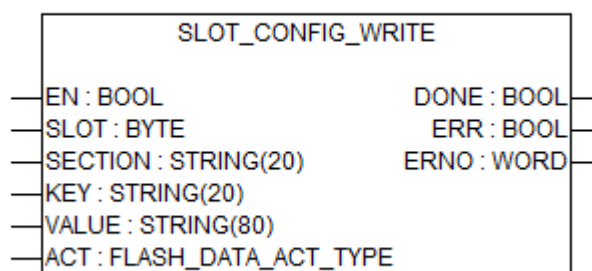 SLOT_CONFIG_WRITE
EN : BOOL DONE : BOOL
SLOT : BYTE ERR : BOOL
SECTION : STRING(20) ERNO : WORD
KEY : STRING(20)
VALUE : STRING(80)
ACT : FLASH_DATA_ACT_TYPE